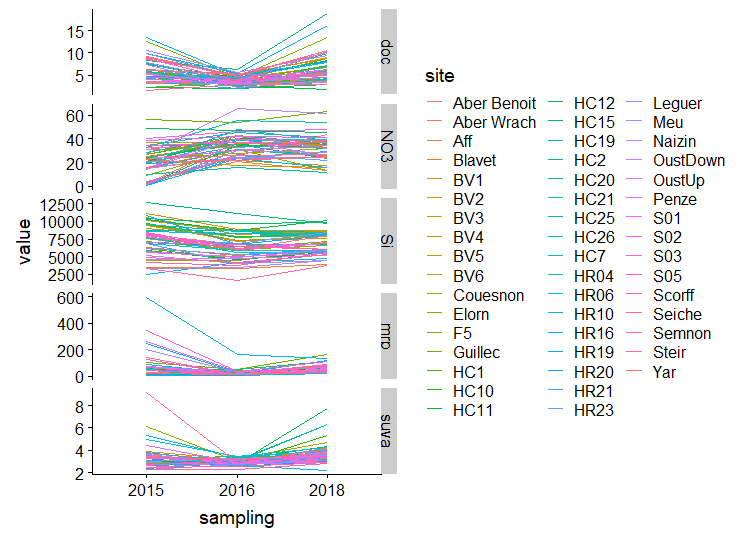 15
10
5
doc
60
40
20
0
NO3
12500
10000
7500
5000
2500
Si
600
400
200
0
mrp
8
6
4
2
suva
value
2015 2016 2018
sampling
site
Aber Benoit HC12 Leguer
Aber Wrach HC15 Meu
Aff HC19 Naizin
Blavet HC2 OustDown
BV1 HC20 OustUp
BV2 HC21 Penze
BV3 HC25 S01
BV4 HC26 S02
BV5 HC7 S03
BV6 HR04 S05
Couesnon HR06 Scorff
Elorn HR10 Seiche
F5 HR16 Semnon
Guillec HR19 Steir
HC1 HR20 Yar
HC10 HR21
HC11 HR23